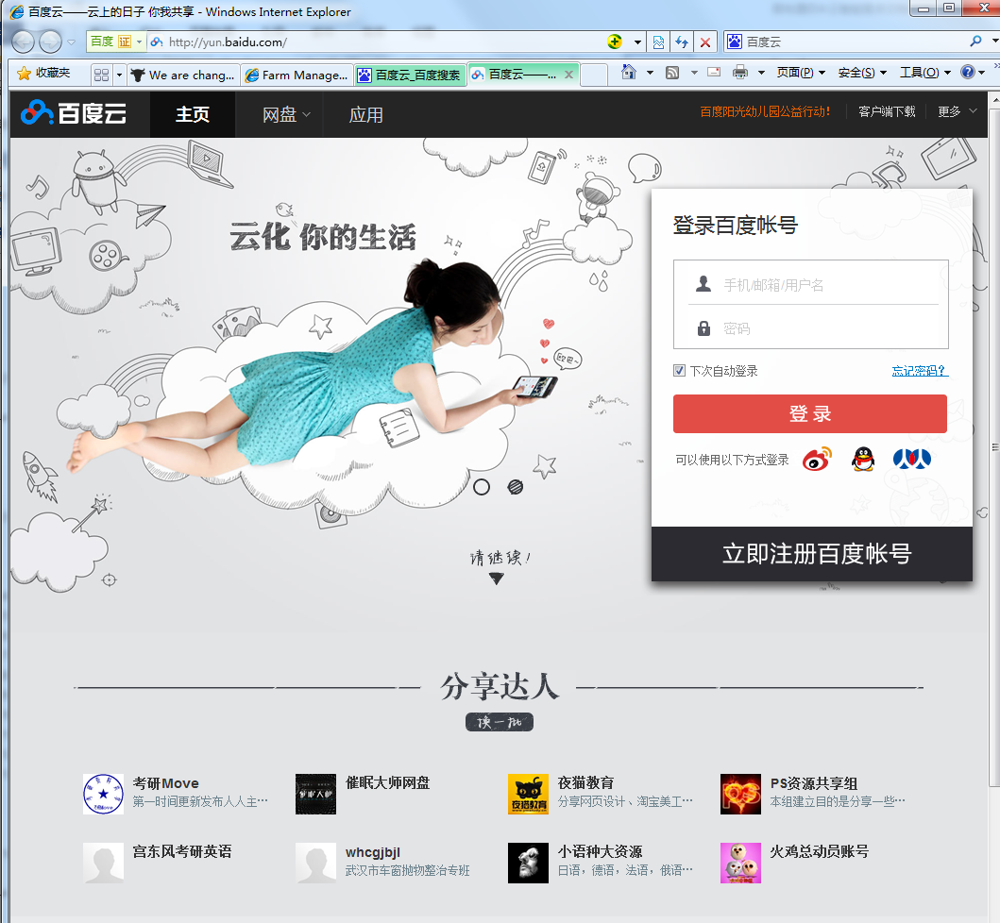 百度云——云上的日子 你我共享 - Windows Internet Explorer
百度 证 http://yun.baidu.com/ 百度云
收藏夹 We are chang... Farm Manage... 百度云_百度搜索 百度云——... 页面(P) 安全(S) 工具(O)
百度云 主页 网盘 应用 百度阳光幼儿园公益行动! 客户端下载 更多
云化 你的生活
登录百度帐号
手机/邮箱/用户名
密码
下次自动登录 忘记密码?
登 录
可以使用以下方式登录
立即注册百度帐号
请继续!
分享达人
换一批
考研Move
第一时间更新发布人人主…
催眠大师网盘
夜猫教育
分享网页设计、淘宝美工…
PS资源共享组
本组建立目的是分享一些…
宫东风考研英语
whcgjbjl
武汉市车窗抛物整治专班
小语种大资源
日语，德语，法语，俄语…
火鸡总动员账号